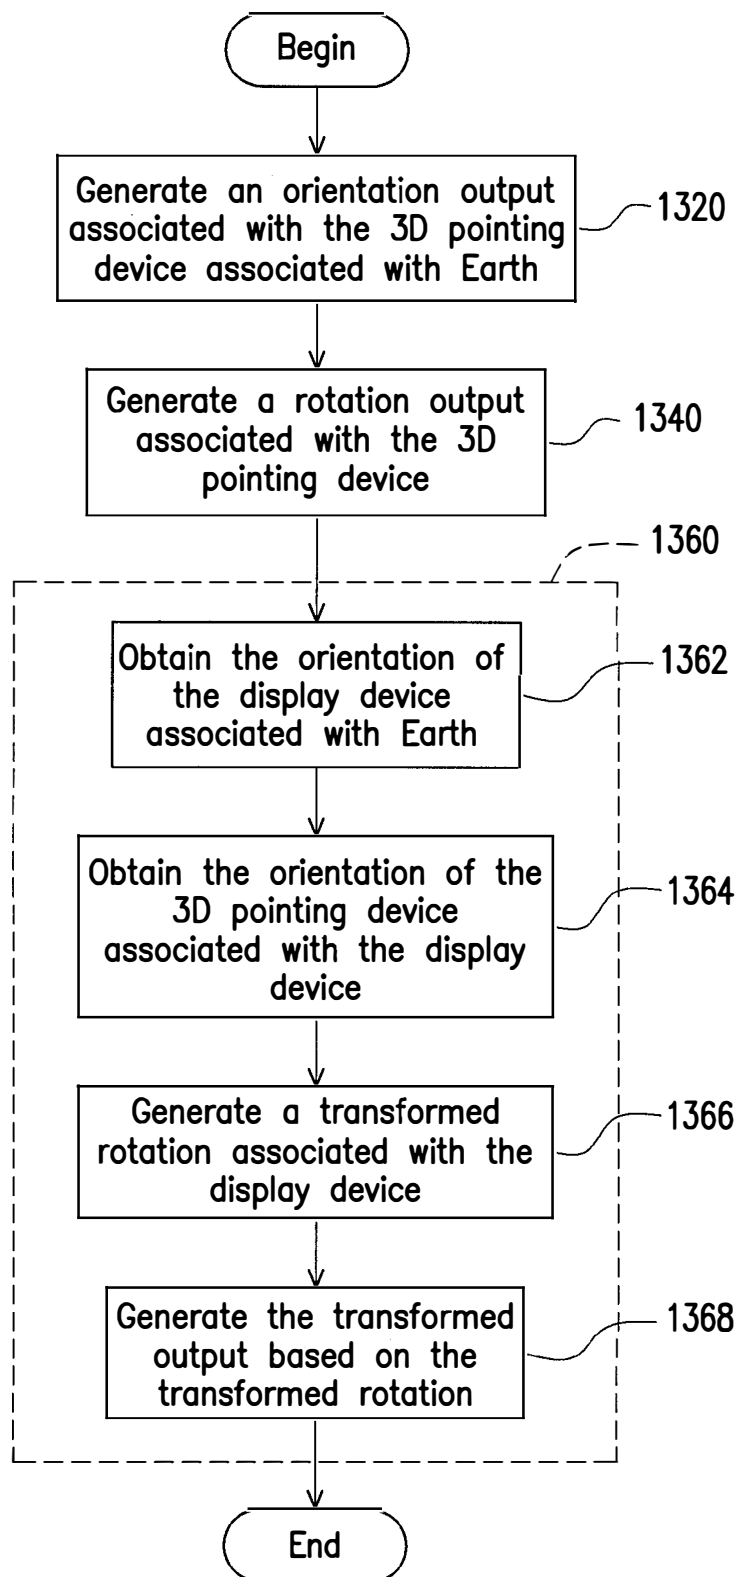 Begin
Generate an orientation output
associated with the 3D pointing
device associated with Earth
1320
Generate a rotation output
associated with the 3D
pointing device
1340
1360
Obtain the orientation of
the display device
associated with Earth
1362
Obtain the orientation of the
3D pointing device
associated with the display
device
1364
Generate a transformed
rotation associated with the
display device
1366
Generate the transformed
output based on the
transformed rotation
1368
End